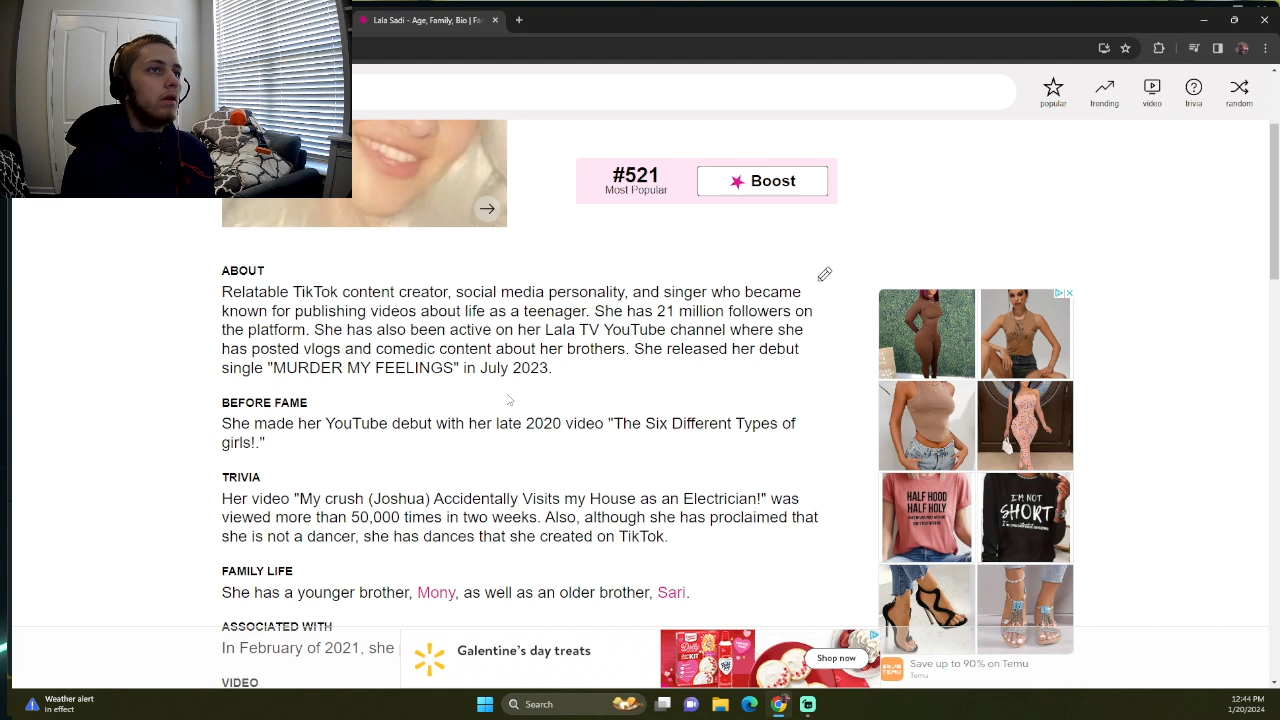 Lala Sadi - Age, Family, Bio | Fa
popular
trending
video
trivia
random
#521
Most Popular
Boost
ABOUT
Relatable TikTok content creator, social media personality, and singer who became
known for publishing videos about life as a teenager. She has 21 million followers on
the platform. She has also been active on her Lala TV YouTube channel where she
has posted vlogs and comedic content about her brothers. She released her debut
single "MURDER MY FEELINGS" in July 2023.
BEFORE FAME
She made her YouTube debut with her late 2020 video "The Six Different Types of
girls!."
TRIVIA
Her video "My crush (Joshua) Accidentally Visits my House as an Electrician!" was
viewed more than 50,000 times in two weeks. Also, although she has proclaimed that
she is not a dancer, she has dances that she created on TikTok.
FAMILY LIFE
She has a younger brother, Mony, as well as an older brother, Sari.
ASSOCIATED WITH
In February of 2021, she
VIDEO
HALF HOOD
HALF HOLY
I'M NOT
SHORT
Save up to 90% on Temu
Temu
Galentine's day treats
Shop now
Weather alert
In effect
Search
12:44 PM
1/20/2024